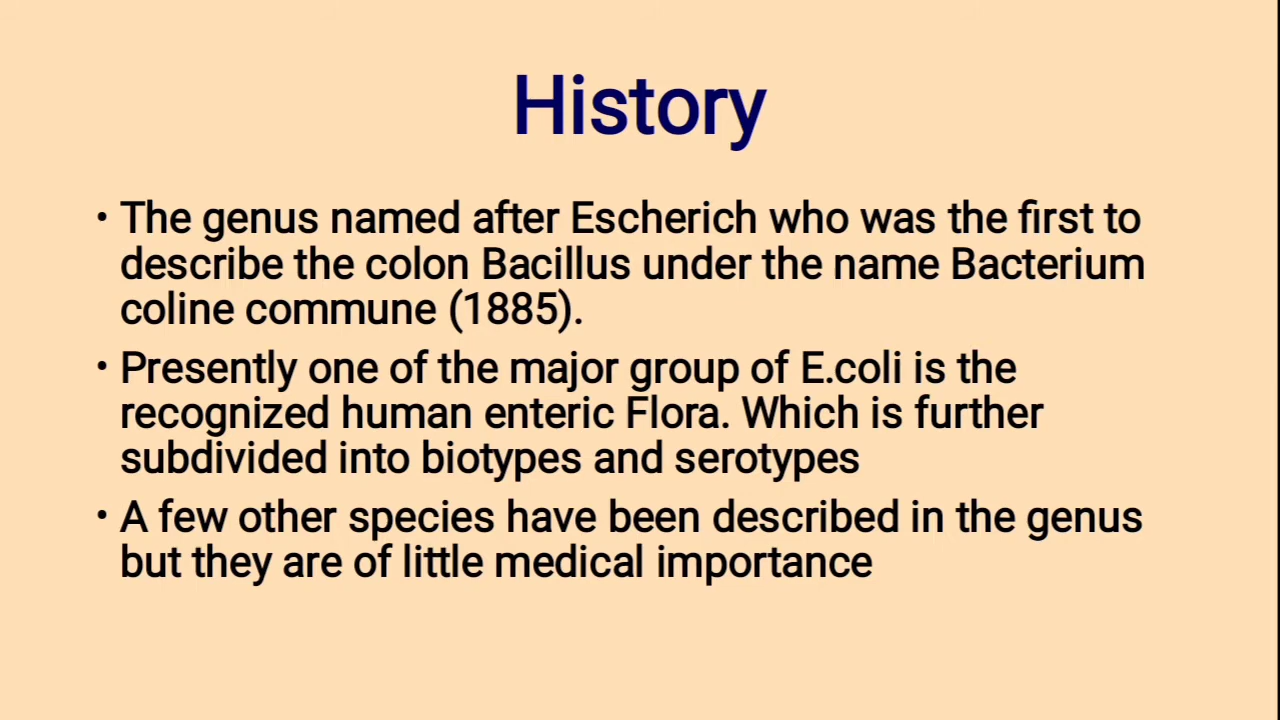 History
• The genus named after Escherich who was the first to
describe the colon Bacillus under the name Bacterium
coline commune (1885).
• Presently one of the major group of E.coli is the
recognized human enteric Flora. Which is further
subdivided into biotypes and serotypes
• A few other species have been described in the genus
but they are of little medical importance